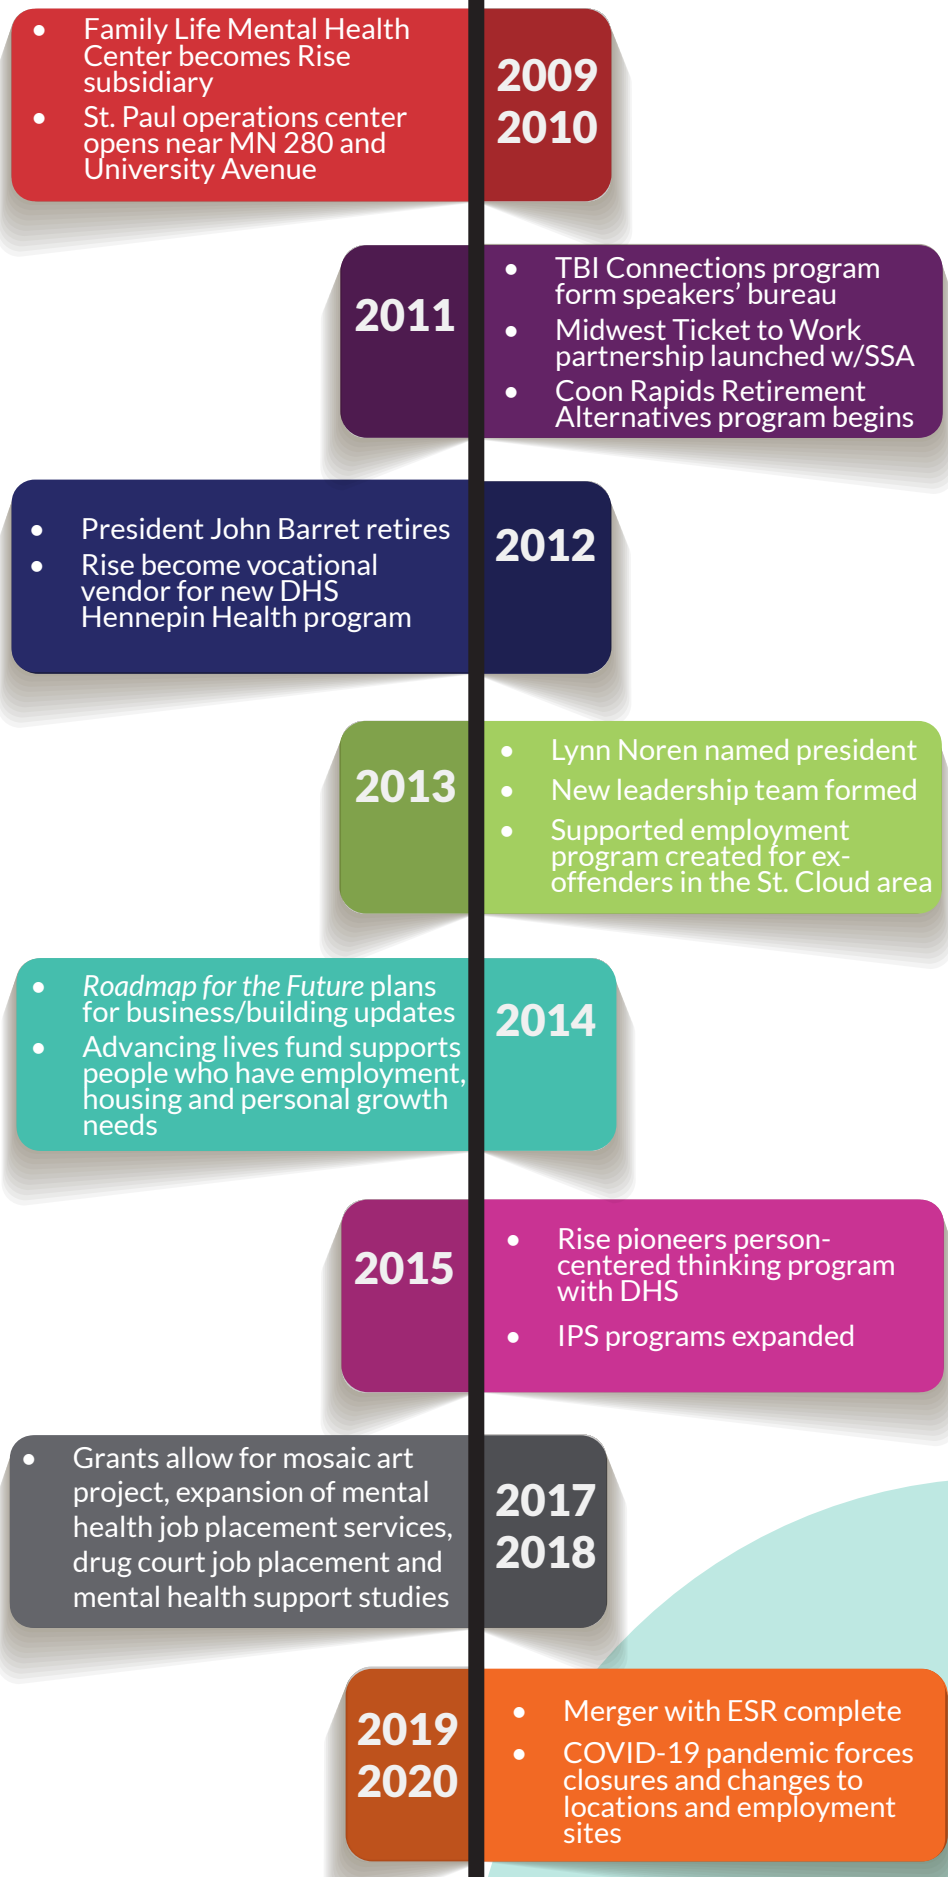 • Family Life Mental Health
Center becomes Rise
subsidiary
• St. Paul operations center
opens near MN 280 and
University Avenue
2009
2010
2011
• TBI Connections program
form speakers’ bureau
• Midwest Ticket to Work
partnership launched w/SSA
• Coon Rapids Retirement
Alternatives program begins
• President John Barret retires
• Rise become vocational
vendor for new DHS
Hennepin Health program
2012
2013
• Lynn Noren named president
• New leadership team formed
• Supported employment
program created for ex-
offenders in the St. Cloud area
• Roadmap for the Future plans
for business/building updates
• Advancing lives fund supports
people who have employment,
housing and personal growth
needs
2014
2015
• Rise pioneers person-
centered thinking program
with DHS
• IPS programs expanded
• Grants allow for mosaic art
project, expansion of mental
health job placement services,
drug court job placement and
mental health support studies
2017
2018
2019
2020
• Merger with ESR complete
• COVID-19 pandemic forces
closures and changes to
locations and employment
sites